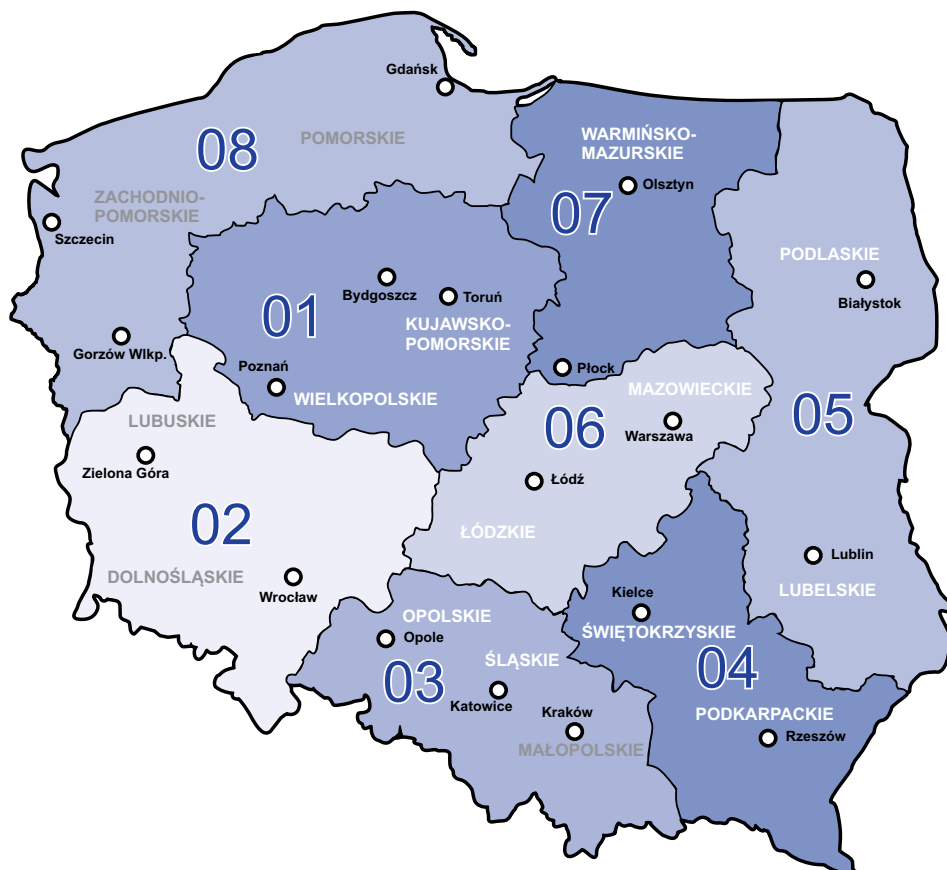 Gdańsk
08
POMORSKIE
ZACHODNIO-
POMORSKIE
Szczecin
Gorzów Wlkp.
WARMIŃSKO-
MAZURSKIE
Olsztyn
07
Płock
PODLASKIE
Białystok
05
Lublin
LUBELSKIE
Bydgoszcz
Toruń
01
KUJAWSKO-
POMORSKIE
Poznań
WIELKOPOLSKIE
MAZOWIECKIE
06
Warszawa
Łódź
ŁÓDZKIE
LUBUSKIE
Zielona Góra
02
DOLNOŚLĄSKIE
Wrocław
OPOLSKIE
Opole
ŚLĄSKIE
03
Katowice
Kraków
MAŁOPOLSKIE
Kielce
ŚWIĘTOKRZYSKIE
04
PODKARPACKIE
Rzeszów